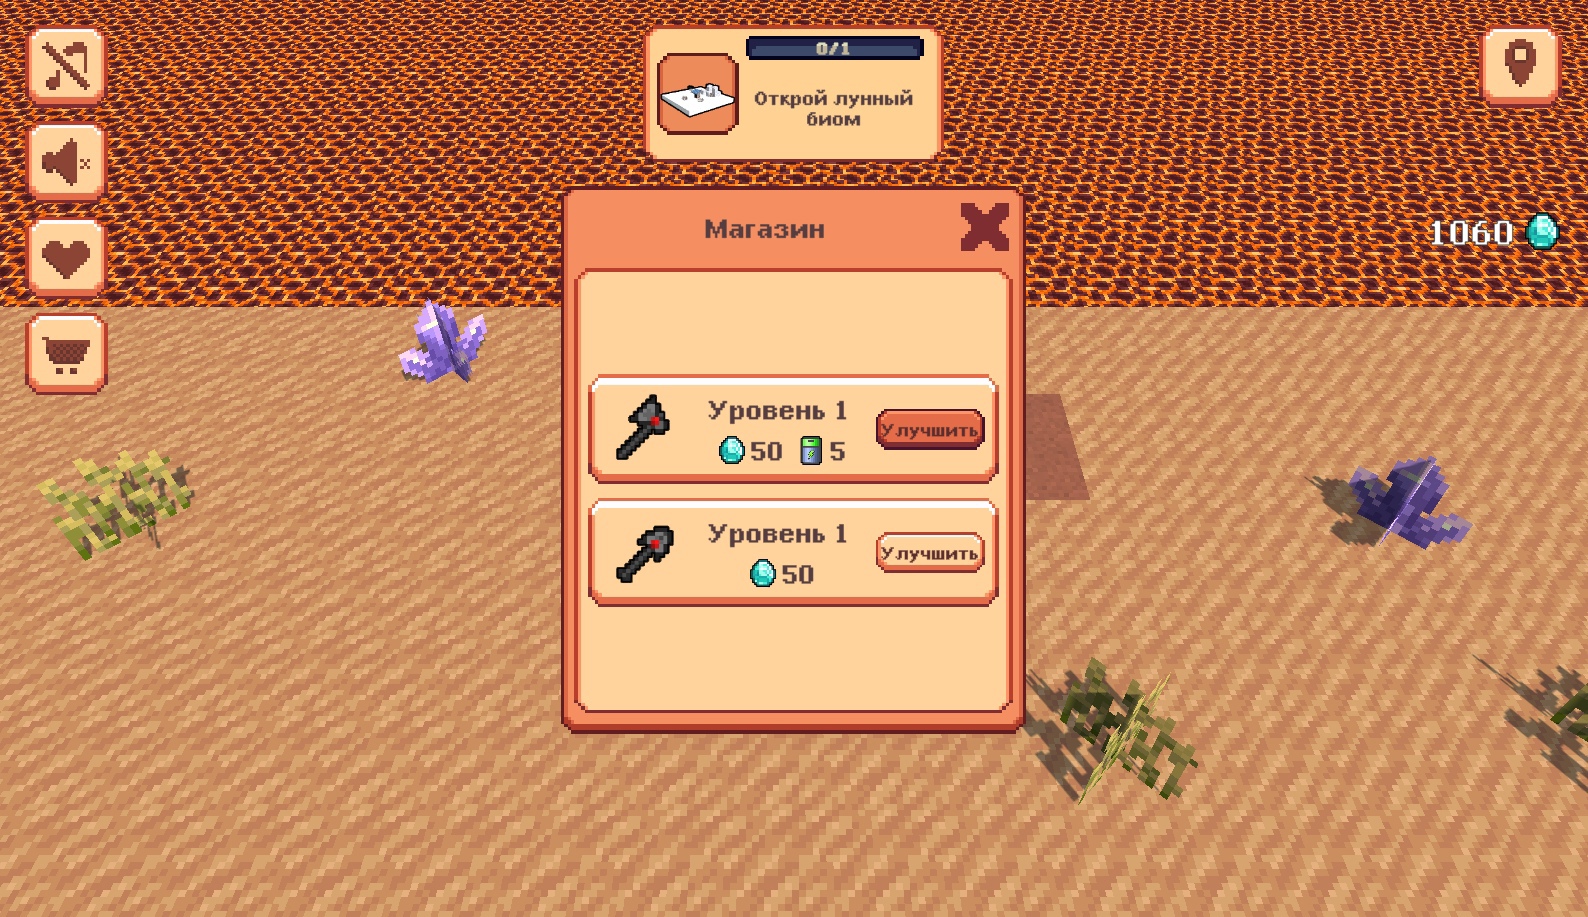 0/1
Открой лунный
биом
Магазин
1060
Уровень 1
50 5
Улучшить
Уровень 1
50
Улучшить